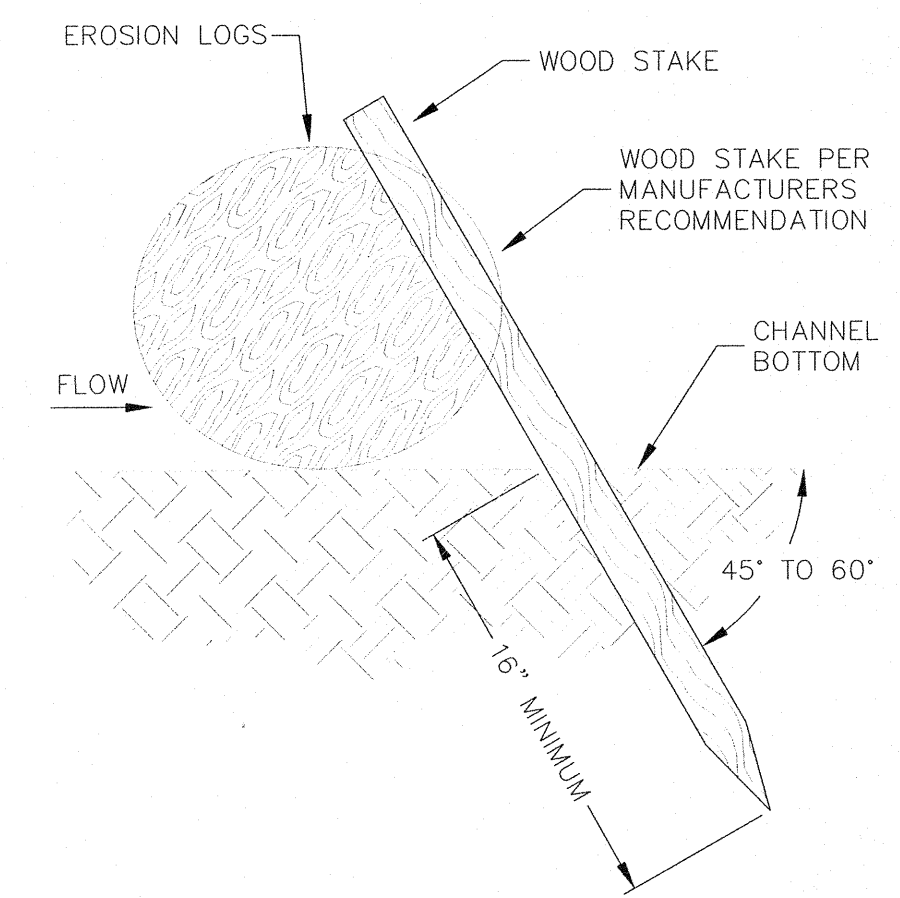 EROSION LOGS
WOOD STAKE
WOOD STAKE PER
MANUFACTURERS
RECOMMENDATION
CHANNEL
BOTTOM
FLOW
45° TO 60°
16" MINIMUM